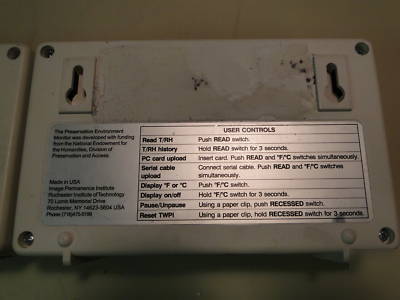 The Preservation Environment
Monitor was developed with funding
from the National Endowment for
the Humanities, Division of
Preservation and Access.
Made in USA
Image Permanence Institute
Rochester Institute of Technology
70 Lomb Memorial Drive
Rochester, NY 14623-5604 USA
Phone: (716)475-5199
USER CONTROLS
Read T/RH Push READ switch.
T/RH history Hold READ switch for 3 seconds.
PC card upload Insert card. Push READ and °F/°C switches simultaneously.
Serial cable Connect serial cable. Push READ and °F/°C switches
upload simultaneously.
Display °F or °C Push °F/°C switch.
Display on/off Hold °F/°C switch for 3 seconds.
Pause/Unpause Using a paper clip, push RECESSED switch.
Reset TWPI Using a paper clip, hold RECESSED switch for 3 seconds.